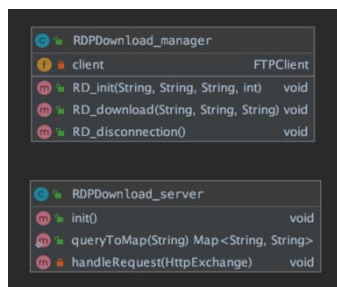 RDPDownload_manager
client FTPClient
RD_init(String, String, String, int) void
RD_download(String, String, String) void
RD_disconnection() void
RDPDownload_server
init() void
queryToMap(String) Map<String, String>
handleRequest(HttpExchange) void